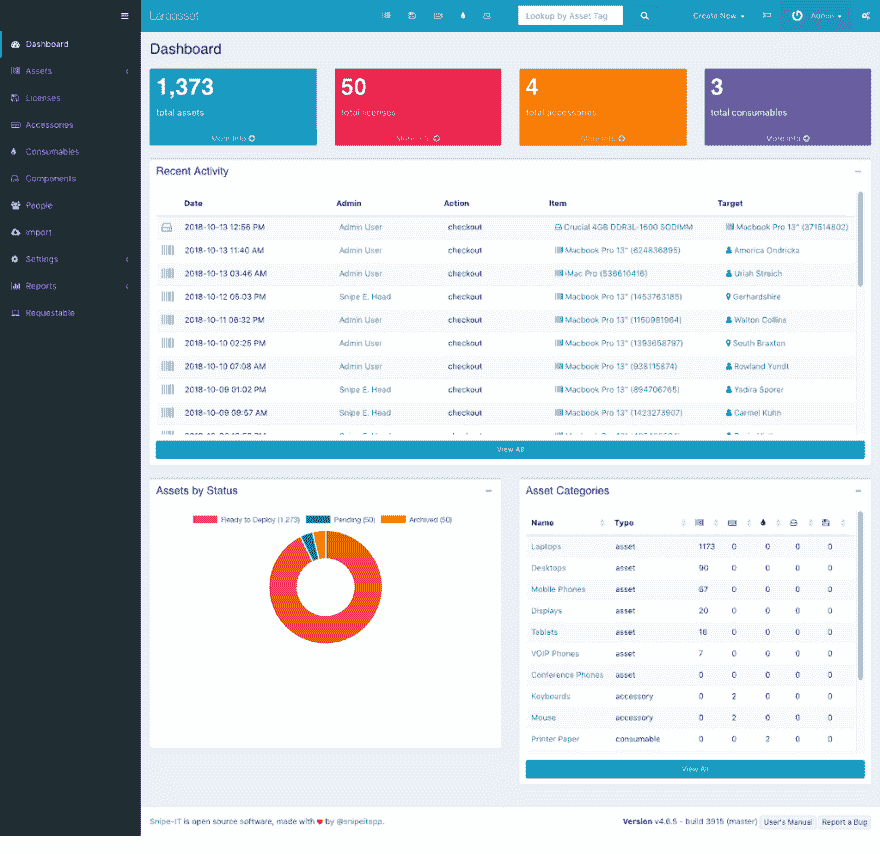 Laraasset
Lookup by Asset Tag
Create New
Admin
Dashboard
Assets
Licenses
Accessories
Consumables
Components
People
Import
Settings
Reports
Requestable
Dashboard
1,373
total assets
More Info
50
total licenses
More Info
4
total accessories
More Info
3
total consumables
More Info
Recent Activity
Date Admin Action Item Target
2018-10-13 12:56 PM Admin User checkout Crucial 4GB DDR3L-1600 SODIMM Macbook Pro 13" (371514802)
2018-10-13 11:40 AM Admin User checkout Macbook Pro 13" (624836895) America Ondricka
2018-10-13 03:46 AM Admin User checkout iMac Pro (536610416) Uriah Streich
2018-10-12 05:03 PM Snipe E. Head checkout Macbook Pro 13" (1453763185) Gerhardshire
2018-10-11 06:32 PM Admin User checkout Macbook Pro 13" (1150981964) Walton Collins
2018-10-10 02:25 PM Admin User checkout Macbook Pro 13" (1393658797) South Braxton
2018-10-10 07:08 AM Admin User checkout Macbook Pro 13" (938115874) Rowland Yundt
2018-10-09 01:02 PM Snipe E. Head checkout Macbook Pro 13" (894706765) Yadira Sporer
2018-10-09 09:57 AM Snipe E. Head checkout Macbook Pro 13" (1423273907) Carmel Kuhn
View All
Assets by Status
Ready to Deploy (1,273) Pending (50) Archived (50)
Asset Categories
Name Type
Laptops asset 1173 0 0 0 0
Desktops asset 90 0 0 0 0
Mobile Phones asset 67 0 0 0 0
Displays asset 20 0 0 0 0
Tablets asset 16 0 0 0 0
VOIP Phones asset 7 0 0 0 0
Conference Phones asset 0 0 0 0 0
Keyboards accessory 0 2 0 0 0
Mouse accessory 0 2 0 0 0
Printer Paper consumable 0 0 2 0 0
View All
Snipe-IT is open source software, made with ♥ by @snipeitapp.
Version v4.6.5 - build 3915 (master) User's Manual Report a Bug